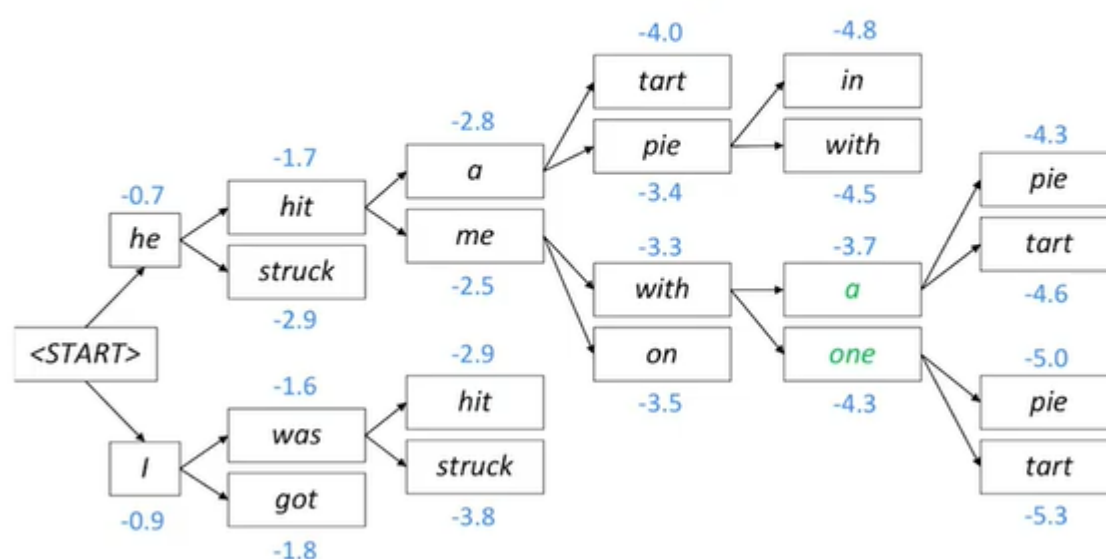 -4.0
-4.8
tart
in
-2.8
-1.7
a
pie
with
-4.3
-0.7
hit
-3.4
-4.5
pie
he
me
-3.3
-3.7
tart
struck
-2.5
with
a
-4.6
-2.9
<START>
-2.9
on
one
-5.0
-1.6
hit
-3.5
-4.3
pie
was
I
struck
tart
got
-0.9
-3.8
-5.3
-1.8